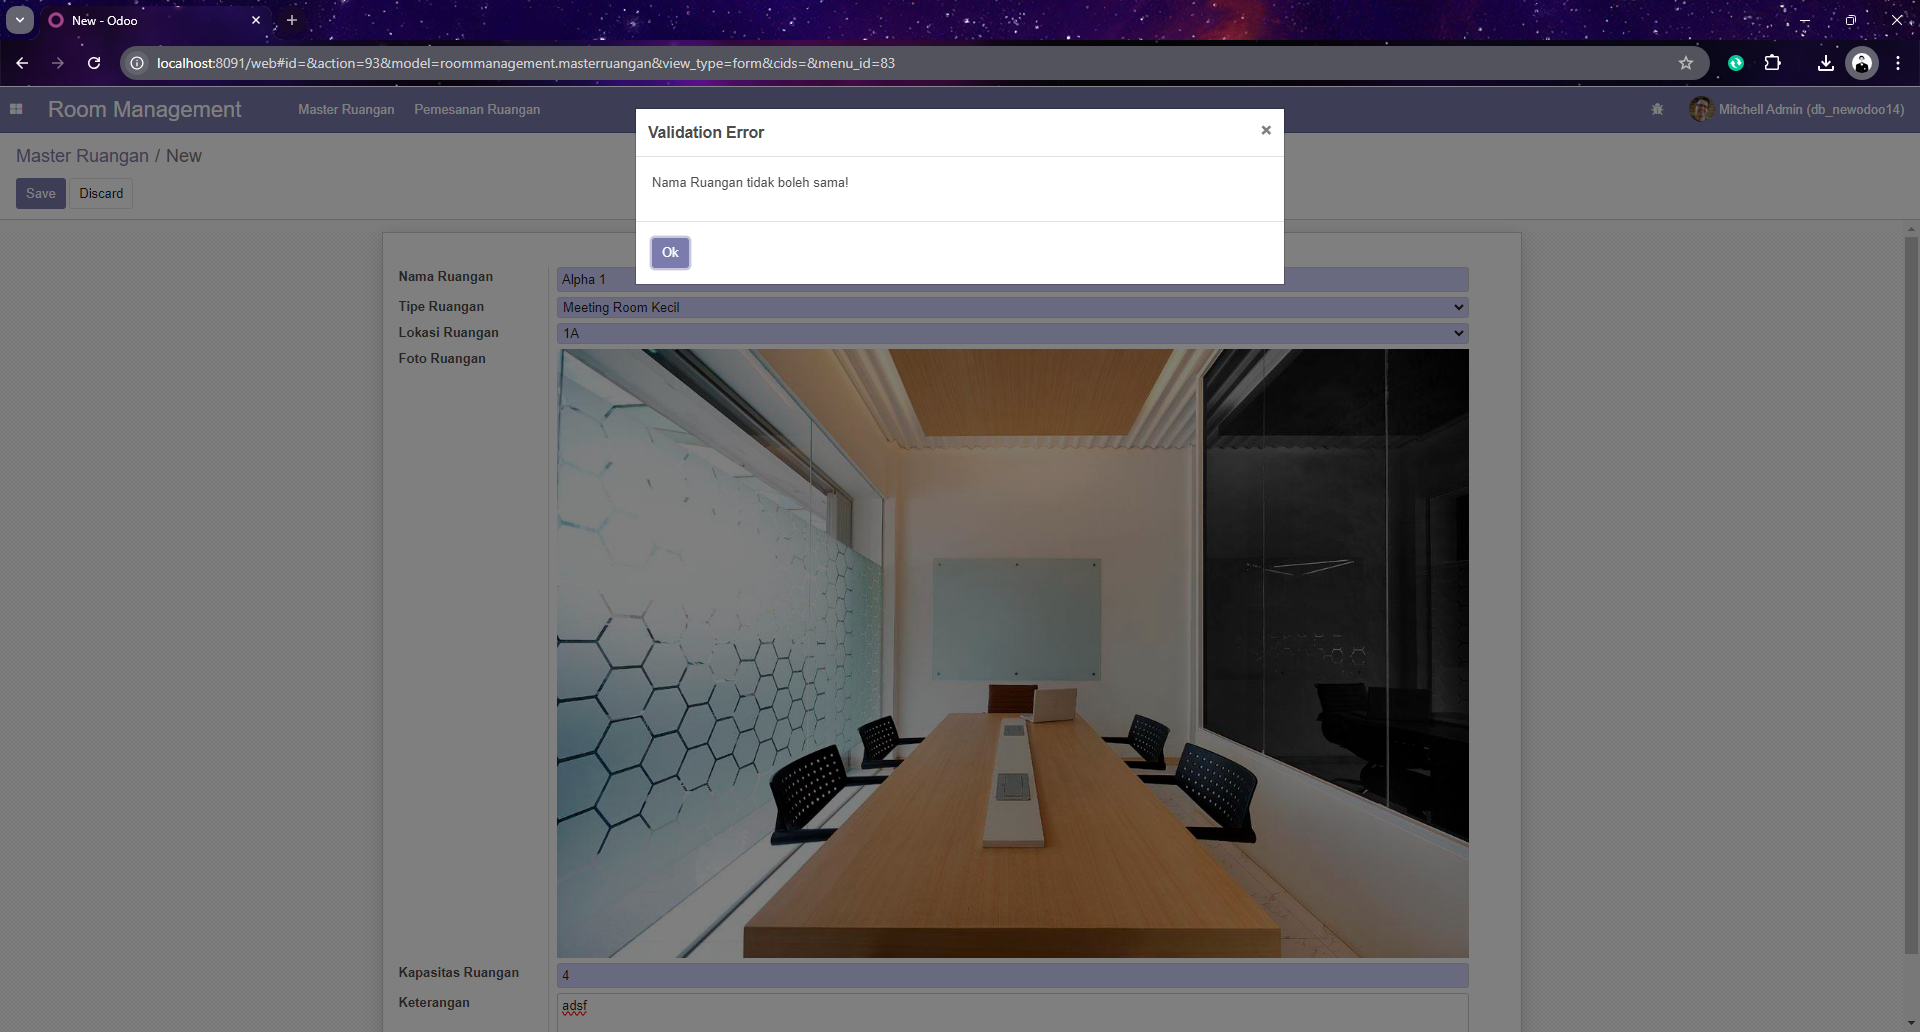 New - Odoo
localhost:8091/web#id=&action=93&model=roommanagement.masterruangan&view_type=form&cids=&menu_id=83
Room Management
Master Ruangan
Pemesanan Ruangan
Mitchell Admin (db_newodoo14)
Master Ruangan / New
Save
Discard
Validation Error
×
Nama Ruangan tidak boleh sama!
Ok
Nama Ruangan
Alpha 1
Tipe Ruangan
Meeting Room Kecil
Lokasi Ruangan
1A
Foto Ruangan
Kapasitas Ruangan
4
Keterangan
adsf